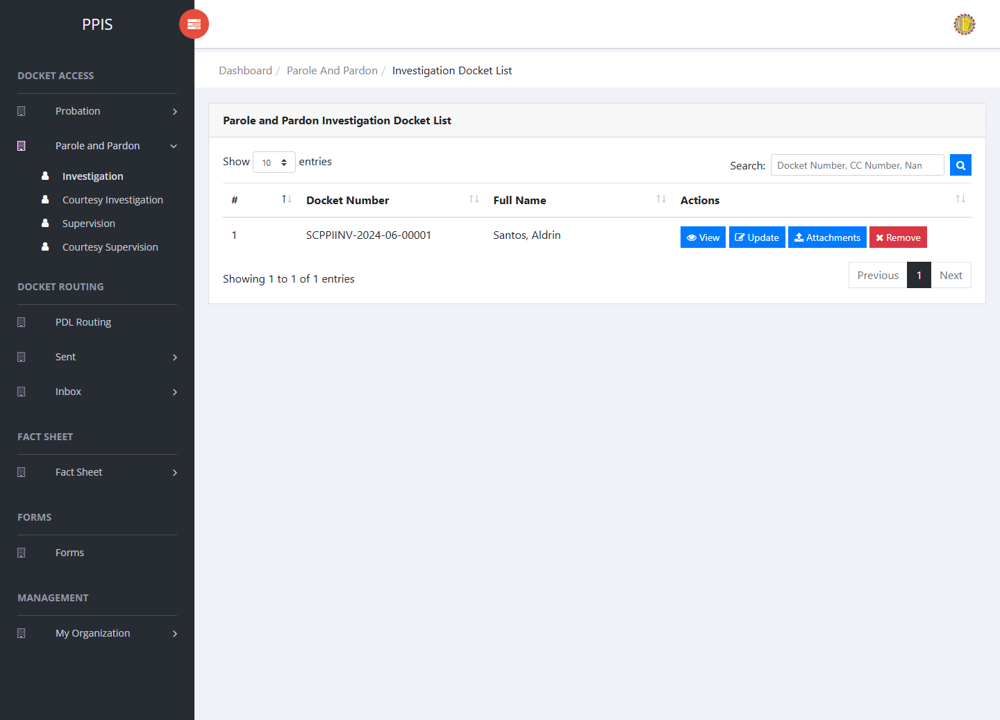 PPIS
DOCKET ACCESS
Probation
Parole and Pardon
Investigation
Courtesy Investigation
Supervision
Courtesy Supervision
DOCKET ROUTING
PDL Routing
Sent
Inbox
FACT SHEET
Fact Sheet
FORMS
Forms
MANAGEMENT
My Organization
Dashboard / Parole And Pardon / Investigation Docket List
Parole and Pardon Investigation Docket List
Show 10 entries
Search: Docket Number, CC Number, Nan
# Docket Number Full Name Actions
1 SCPPIINV-2024-06-00001 Santos, Aldrin View Update Attachments Remove
Showing 1 to 1 of 1 entries
Previous 1 Next